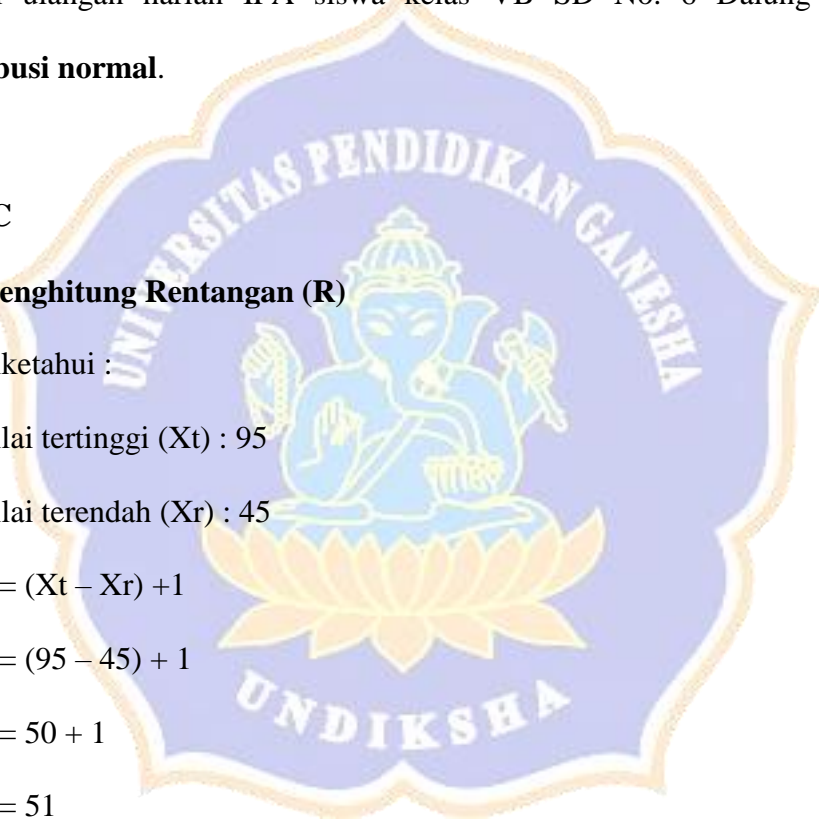 ulangan harian IPA siswa kelas VB SD No. 6 Darung
busi normal.
UNIVERSITAS PENDIDIKAN GANESHA
C
enghitung Rentangan (R)
ketahui :
lai tertinggi (Xt) : 95
lai terendah (Xr) : 45
= (Xt – Xr) +1
= (95 – 45) + 1
= 50 + 1
= 51
UNDIKSHA